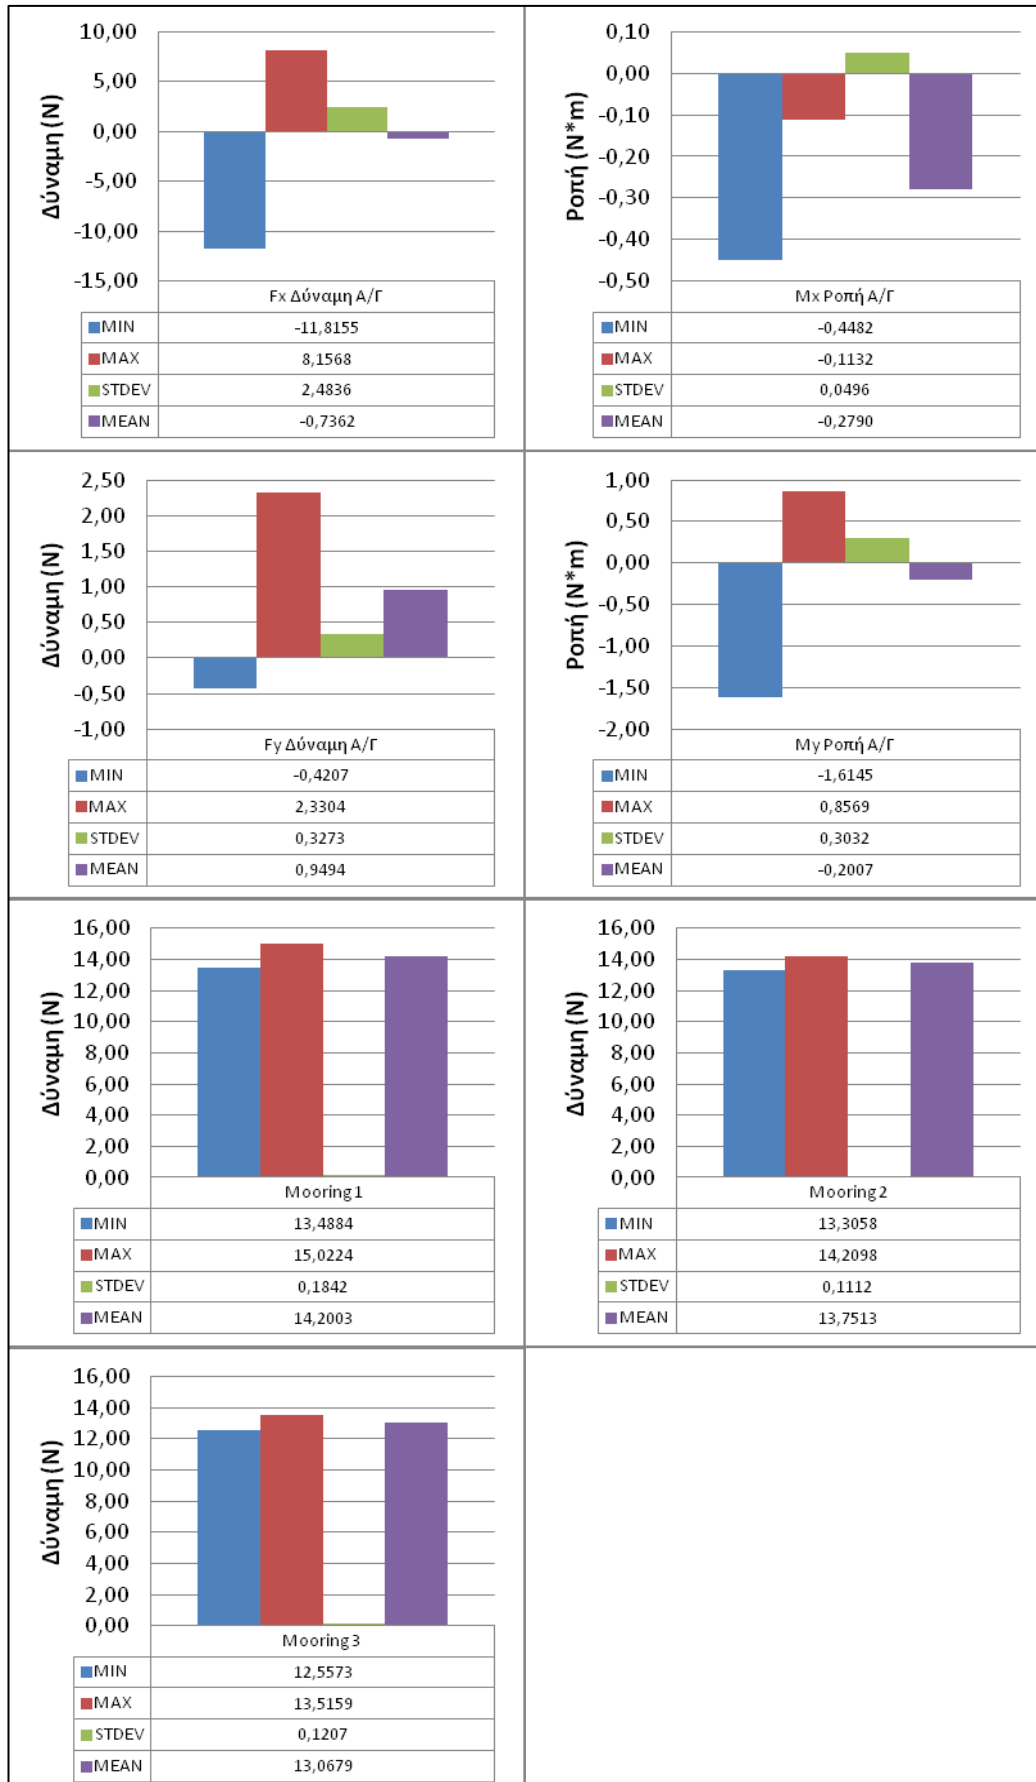 10,00
5,00
0,00
-5,00
-10,00
-15,00
Δύναμη (N)
Fx Δύναμη Α/Γ
MIN -11,8155
MAX 8,1568
STDEV 2,4836
MEAN -0,7362
0,10
0,00
-0,10
-0,20
-0,30
-0,40
-0,50
Ροπή (N*m)
Mx Ροπή Α/Γ
MIN -0,4482
MAX -0,1132
STDEV 0,0496
MEAN -0,2790
2,50
2,00
1,50
1,00
0,50
0,00
-0,50
-1,00
Δύναμη (N)
Fy Δύναμη Α/Γ
MIN -0,4207
MAX 2,3304
STDEV 0,3273
MEAN 0,9494
1,00
0,50
0,00
-0,50
-1,00
-1,50
-2,00
Ροπή (N*m)
My Ροπή Α/Γ
MIN -1,6145
MAX 0,8569
STDEV 0,3032
MEAN -0,2007
16,00
14,00
12,00
10,00
8,00
6,00
4,00
2,00
0,00
Δύναμη (N)
Mooring1
MIN 13,4884
MAX 15,0224
STDEV 0,1842
MEAN 14,2003
16,00
14,00
12,00
10,00
8,00
6,00
4,00
2,00
0,00
Δύναμη (N)
Mooring2
MIN 13,3058
MAX 14,2098
STDEV 0,1112
MEAN 13,7513
16,00
14,00
12,00
10,00
8,00
6,00
4,00
2,00
0,00
Δύναμη (N)
Mooring3
MIN 12,5573
MAX 13,5159
STDEV 0,1207
MEAN 13,0679